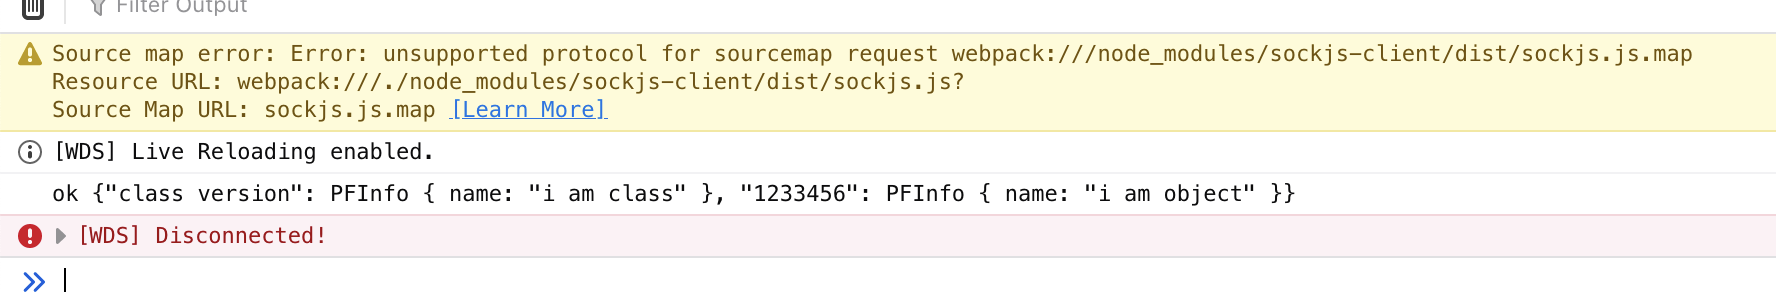 Filter Output
Source map error: Error: unsupported protocol for sourcemap request webpack:///node_modules/sockjs-client/dist/sockjs.js.map
Resource URL: webpack:///./node_modules/sockjs-client/dist/sockjs.js?
Source Map URL: sockjs.js.map [Learn More]
[WDS] Live Reloading enabled.
ok {"class version": PFInfo { name: "i am class" }, "1233456": PFInfo { name: "i am object" }}
[WDS] Disconnected!